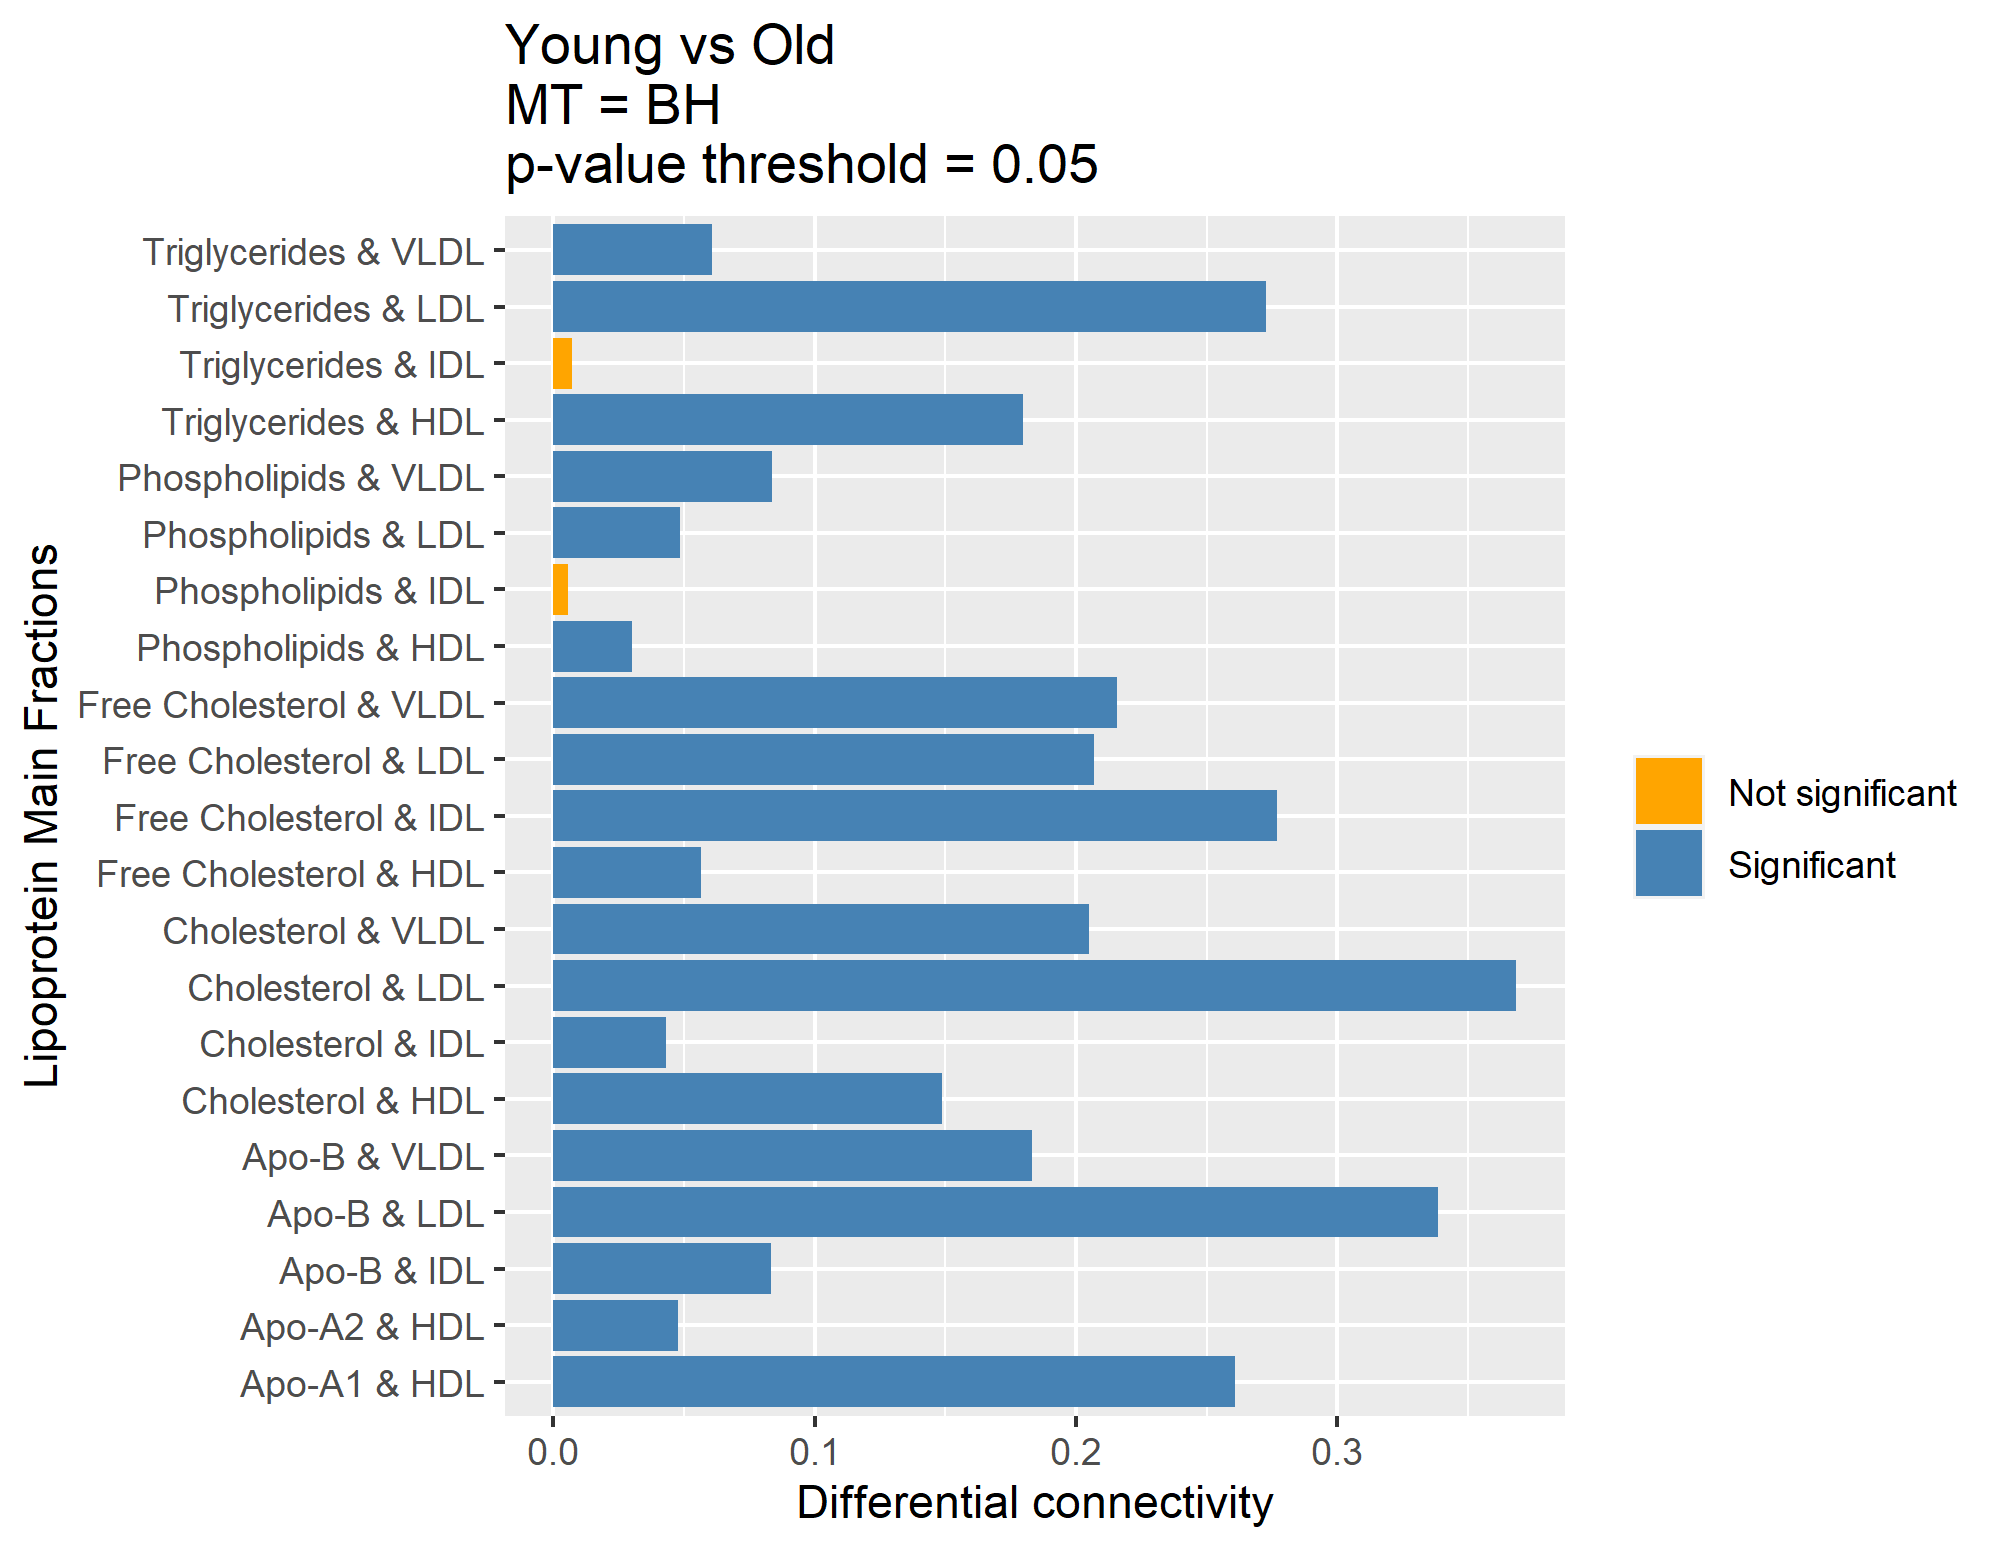 Young vs Old
MT = BH
p-value threshold = 0.05
Lipoprotein Main Fractions
Triglycerides & VLDL
Triglycerides & LDL
Triglycerides & IDL
Triglycerides & HDL
Phospholipids & VLDL
Phospholipids & LDL
Phospholipids & IDL
Phospholipids & HDL
Free Cholesterol & VLDL
Free Cholesterol & LDL
Free Cholesterol & IDL
Free Cholesterol & HDL
Cholesterol & VLDL
Cholesterol & LDL
Cholesterol & IDL
Cholesterol & HDL
Apo-B & VLDL
Apo-B & LDL
Apo-B & IDL
Apo-A2 & HDL
Apo-A1 & HDL
0.0 0.1 0.2 0.3
Differential connectivity
Not significant
Significant